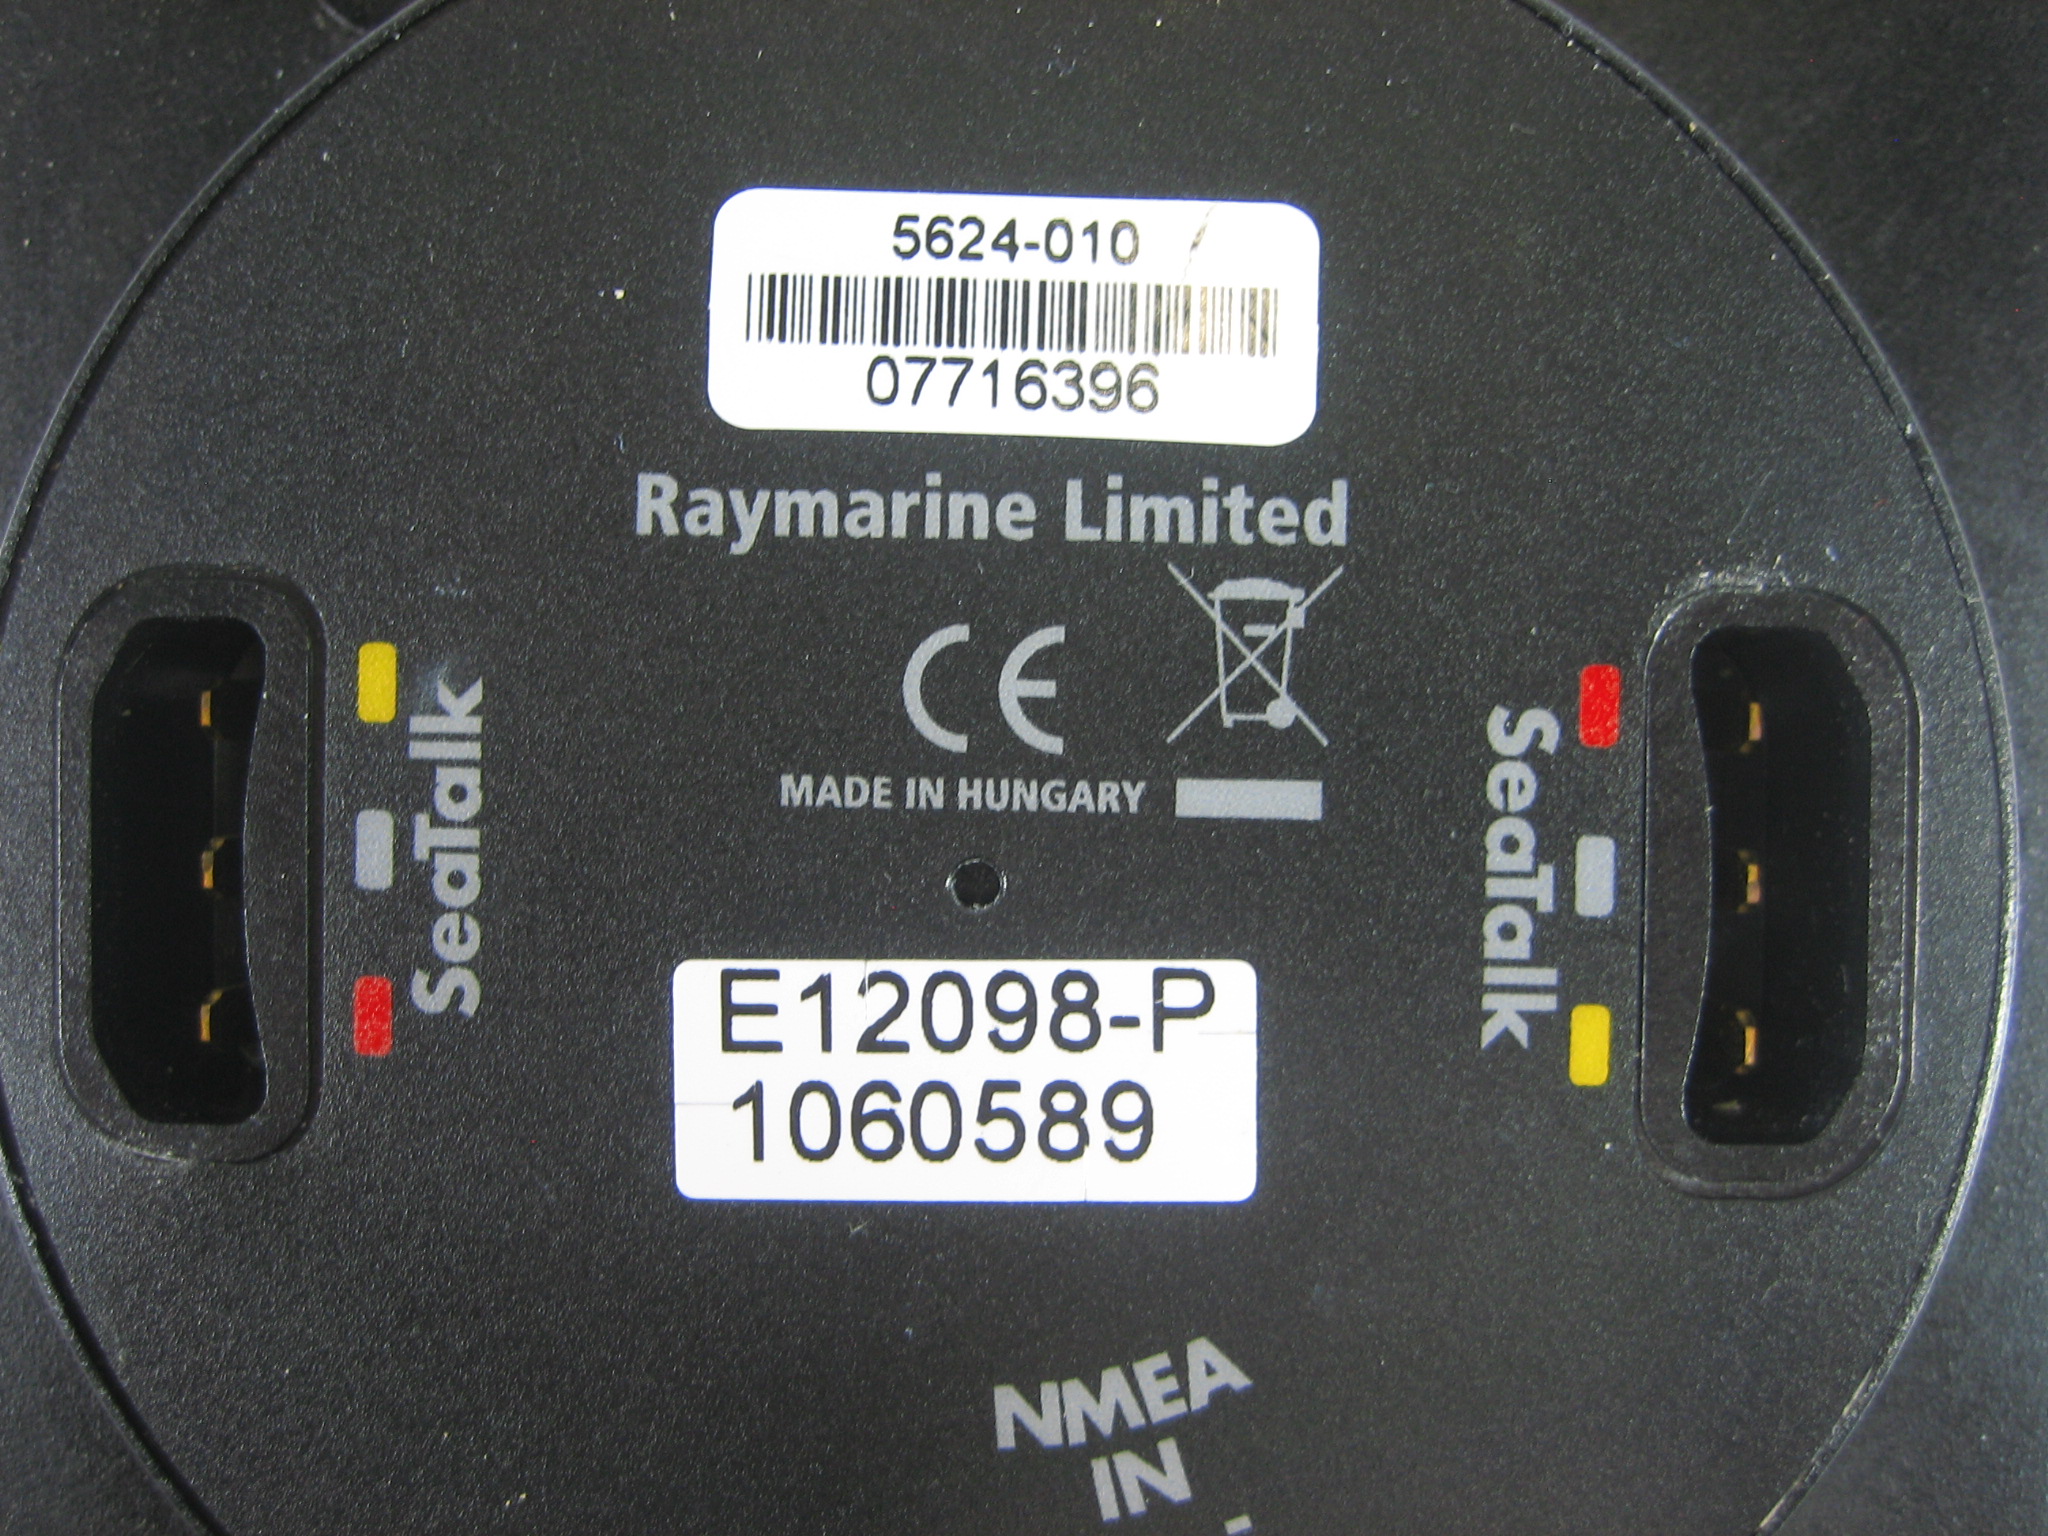 5624-010
07716396
Raymarine Limited
CE
MADE IN HUNGARY
SeaTalk
SeaTalk
E12098-P
1060589
NMEA
IN
-